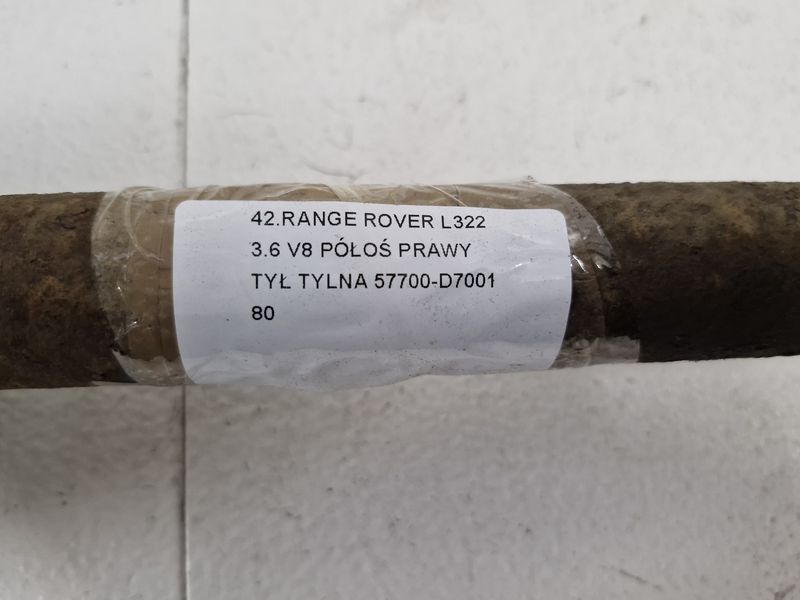 42.RANGE ROVER L322
3.6 V8 PÓŁOŚ PRAWY
TYŁ TYLNA 57700-D7001
80